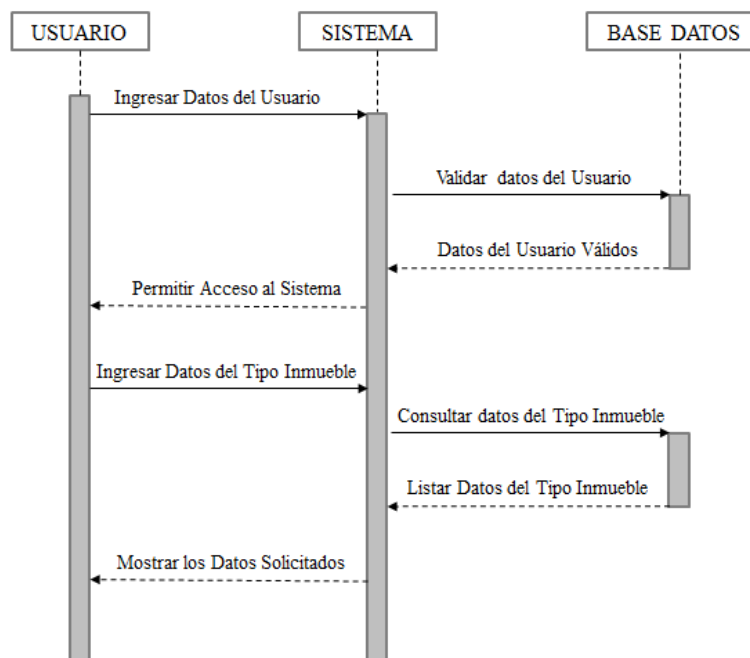 USUARIO
SISTEMA
BASE DATOS
Ingresar Datos del Usuario
Validar datos del Usuario
Datos del Usuario Válidos
Permitir Acceso al Sistema
Ingresar Datos del Tipo Inmueble
Consultar datos del Tipo Inmueble
Listar Datos del Tipo Inmueble
Mostrar los Datos Solicitados